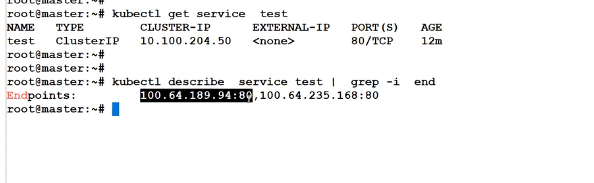 root@master:~#
root@master:~# kubectl get service  test
NAME   TYPE        CLUSTER-IP      EXTERNAL-IP   PORT(S)   AGE
test   ClusterIP   10.100.204.50   <none>        80/TCP    12m
root@master:~#
root@master:~#
root@master:~# kubectl describe  service test |  grep -i  end
Endpoints:         100.64.189.94:80,100.64.235.168:80
root@master:~#